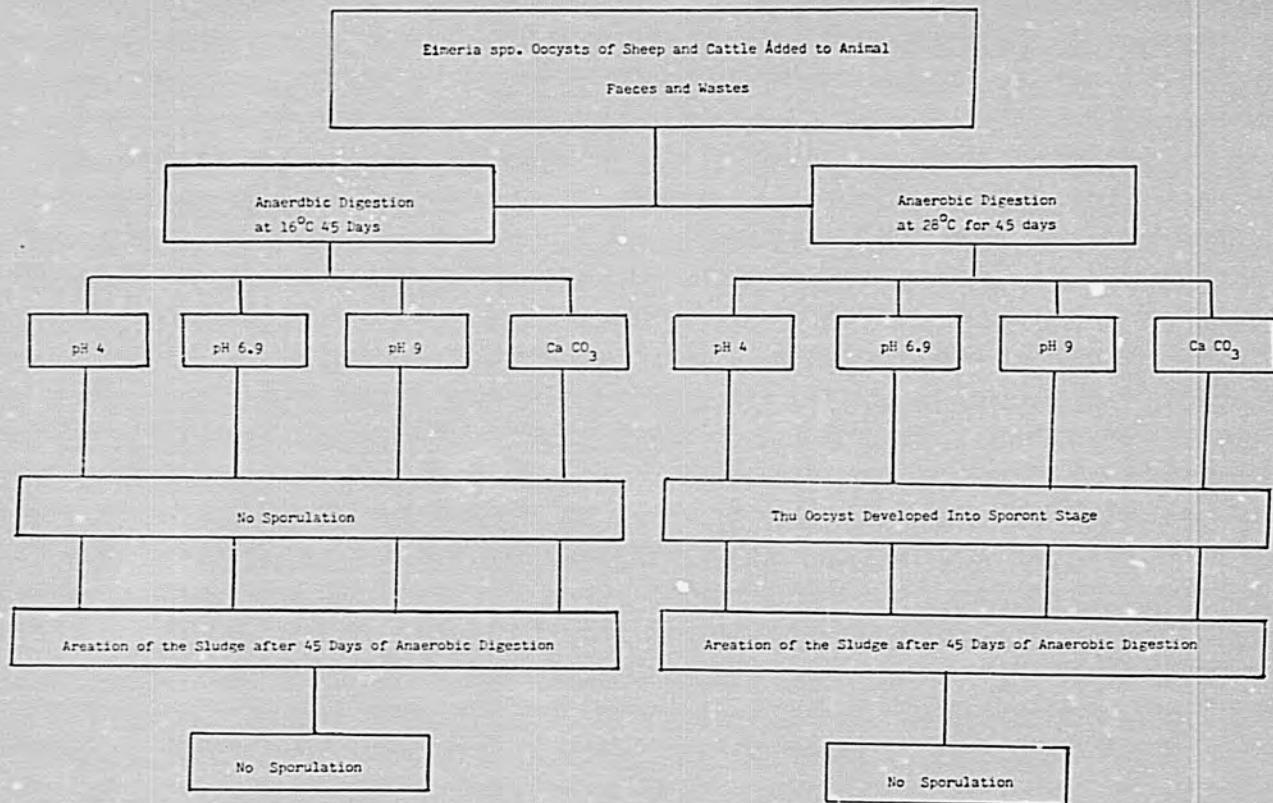 Eimeria spp. Oocysts of Sheep and Cattle Added to Animal
Faeces and Wastes
Anaerdbic Digestion
at 16°C 45 Days
Anaerobic Digestion
at 28°C for 45 days
pH 4
pH 6.9
pH 9
Ca CO3
pH 4
pH 6.9
pH 9
Ca CO3
No Sporulation
Thu Oocyst Developed Into Sporont Stage
Areation of the Sludge after 45 Days of Anaerobic Digestion
Areation of the Sludge after 45 Days of Anaerobic Digestion
No Sporulation
No Sporulation